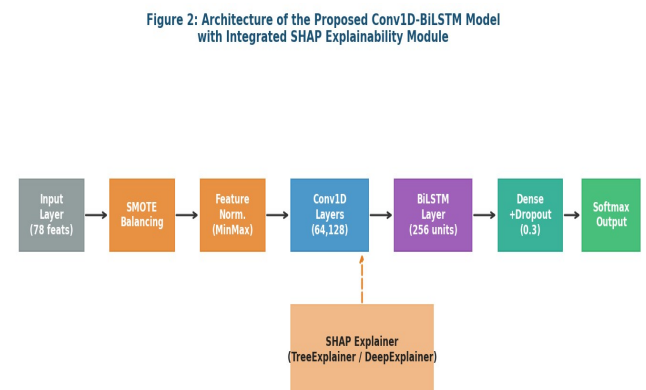 Figure 2: Architecture of the Proposed Conv1D-BiLSTM Model
with Integrated SHAP Explainability Module
Input
Layer
(78 feats)
SMOTE
Balancing
Feature
Norm.
(MinMax)
Conv1D
Layers
(64,128)
BiLSTM
Layer
(256 units)
Dense
+Dropout
(0.3)
Softmax
Output
SHAP Explainer
(TreeExplainer / DeepExplainer)